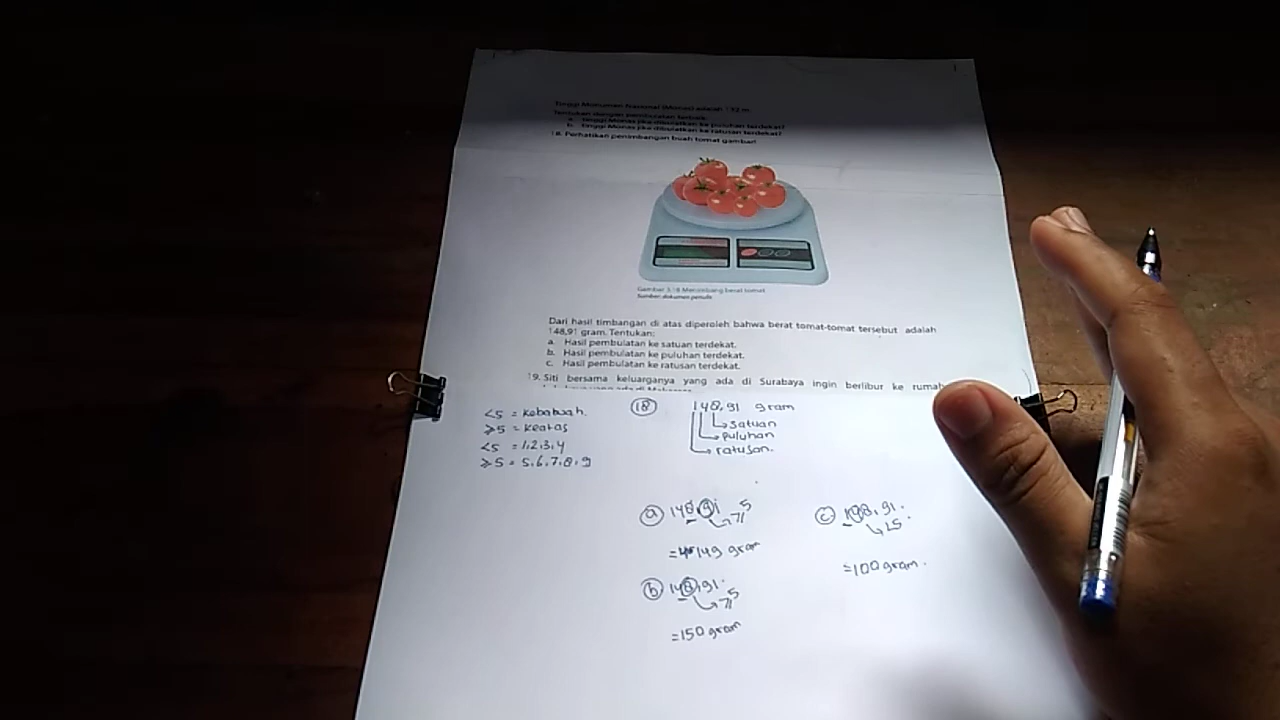 Tinggi Monumen Nasional (Monas) adalah 132 m.
Tentukan dengan pembulatan terbaik:
a. Tinggi Monas jika dibulatkan ke puluhan terdekat!
b. Tinggi Monas jika dibulatkan ke ratusan terdekat!
18. Perhatikan penimbangan buah tomat gambar!
Gambar 3.18 Menimbang berat tomat
Sumber: dokumen penulis
Dari hasil timbangan di atas diperoleh bahwa berat tomat-tomat tersebut adalah
148,91 gram. Tentukan:
a. Hasil pembulatan ke satuan terdekat.
b. Hasil pembulatan ke puluhan terdekat.
c. Hasil pembulatan ke ratusan terdekat.
19. Siti bersama keluarganya yang ada di Surabaya ingin berlibur ke rumah
<5 = kebawah.
≥5 = keatas
<5 = 1,2,3,4
≥5 = 5,6,7,8,9
18 148,91 gram
satuan
puluhan
ratusan.
a 148,91 ≥5
= 149 gram
b 148,91. ≥5
= 150 gram
c 148,91. <5
= 100 gram.